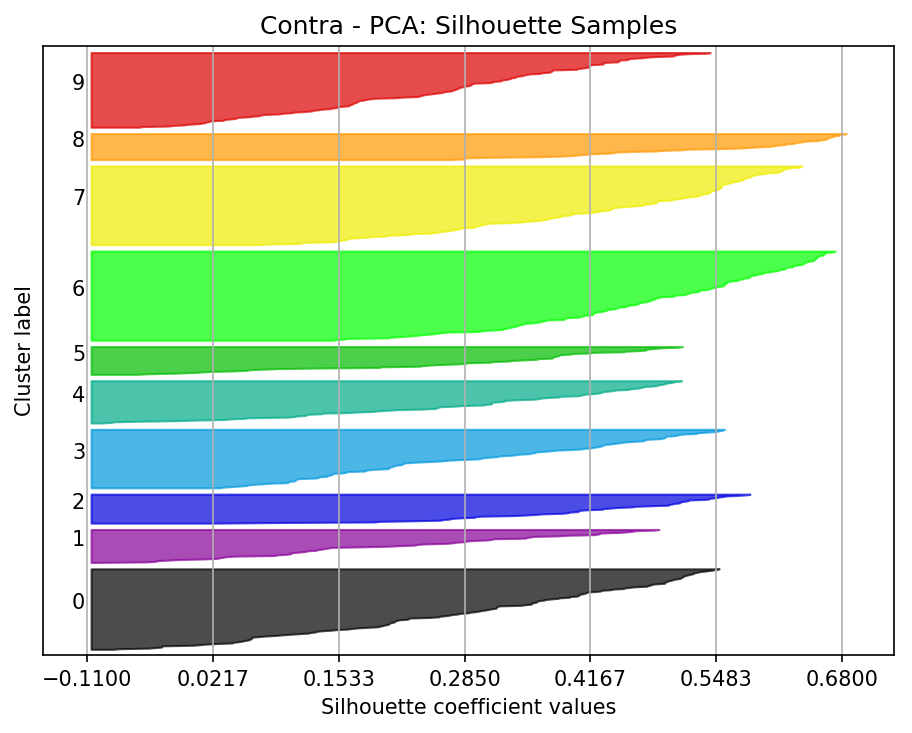 Contra - PCA: Silhouette Samples
9
8
7
6
5
4
3
2
1
0
Cluster label
−0.1100 0.0217 0.1533 0.2850 0.4167 0.5483 0.6800
Silhouette coefficient values